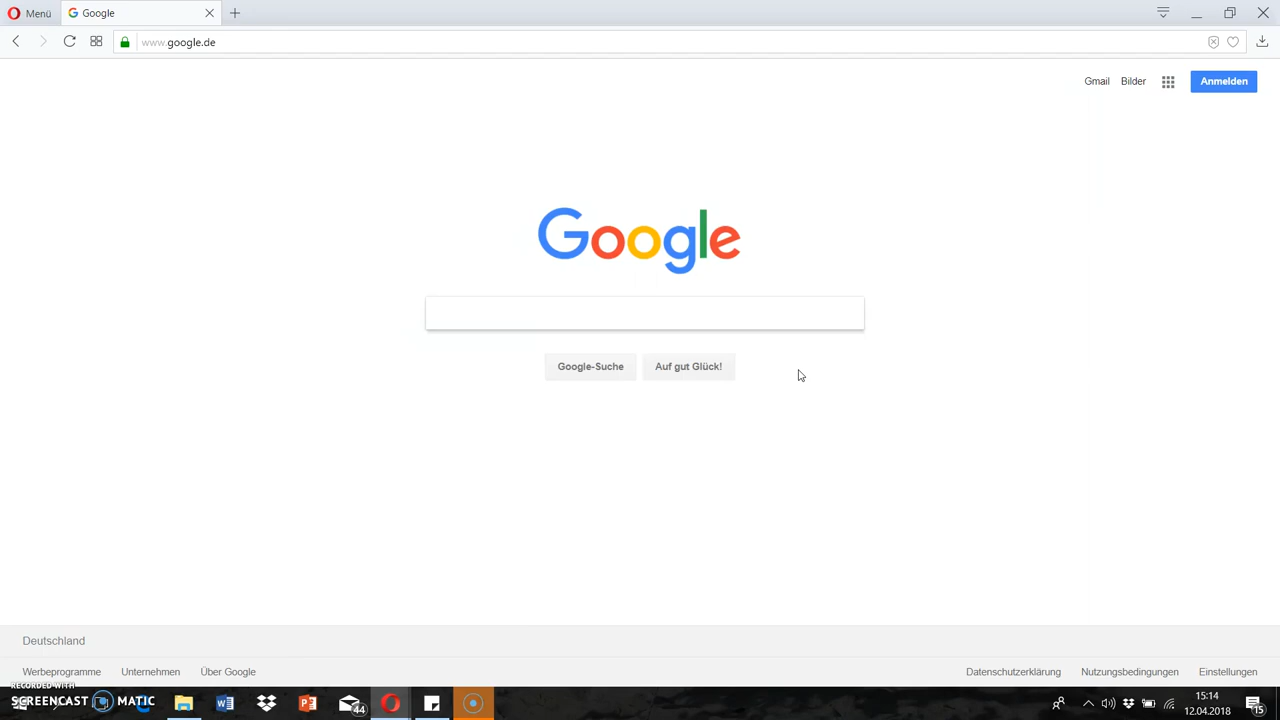 Menü
Google
www.google.de
Gmail Bilder Anmelden
Google
Google-Suche Auf gut Glück!
Deutschland
Werbeprogramme Unternehmen Über Google Datenschutzerklärung Nutzungsbedingungen Einstellungen
RECORDED WITH
SCREENCAST MATIC
44
15:14
12.04.2018
15